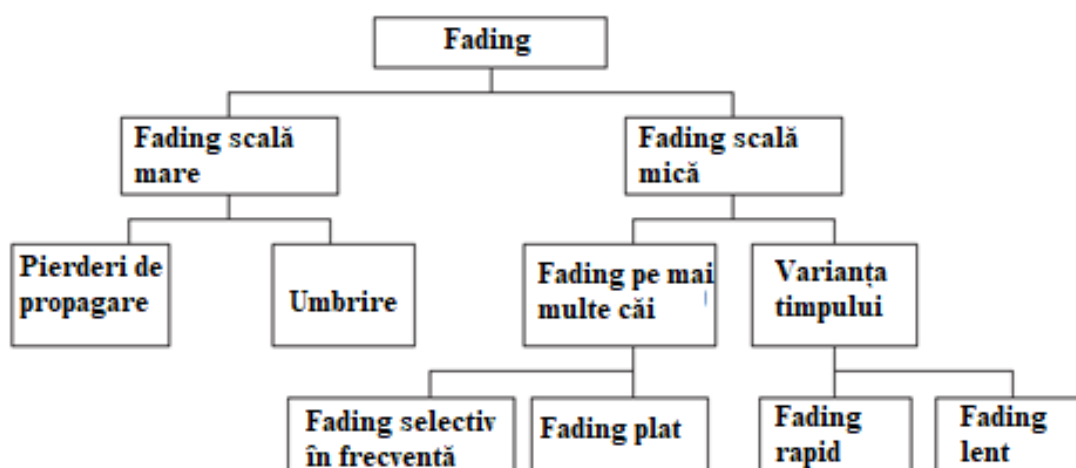 Fading
Fading scală
mare
Fading scală
mică
Pierderi de
propagare
Umbrire
Fading pe mai
multe căi
Varianța
timpului
Fading selectiv
în frecvență
Fading plat
Fading
rapid
Fading
lent